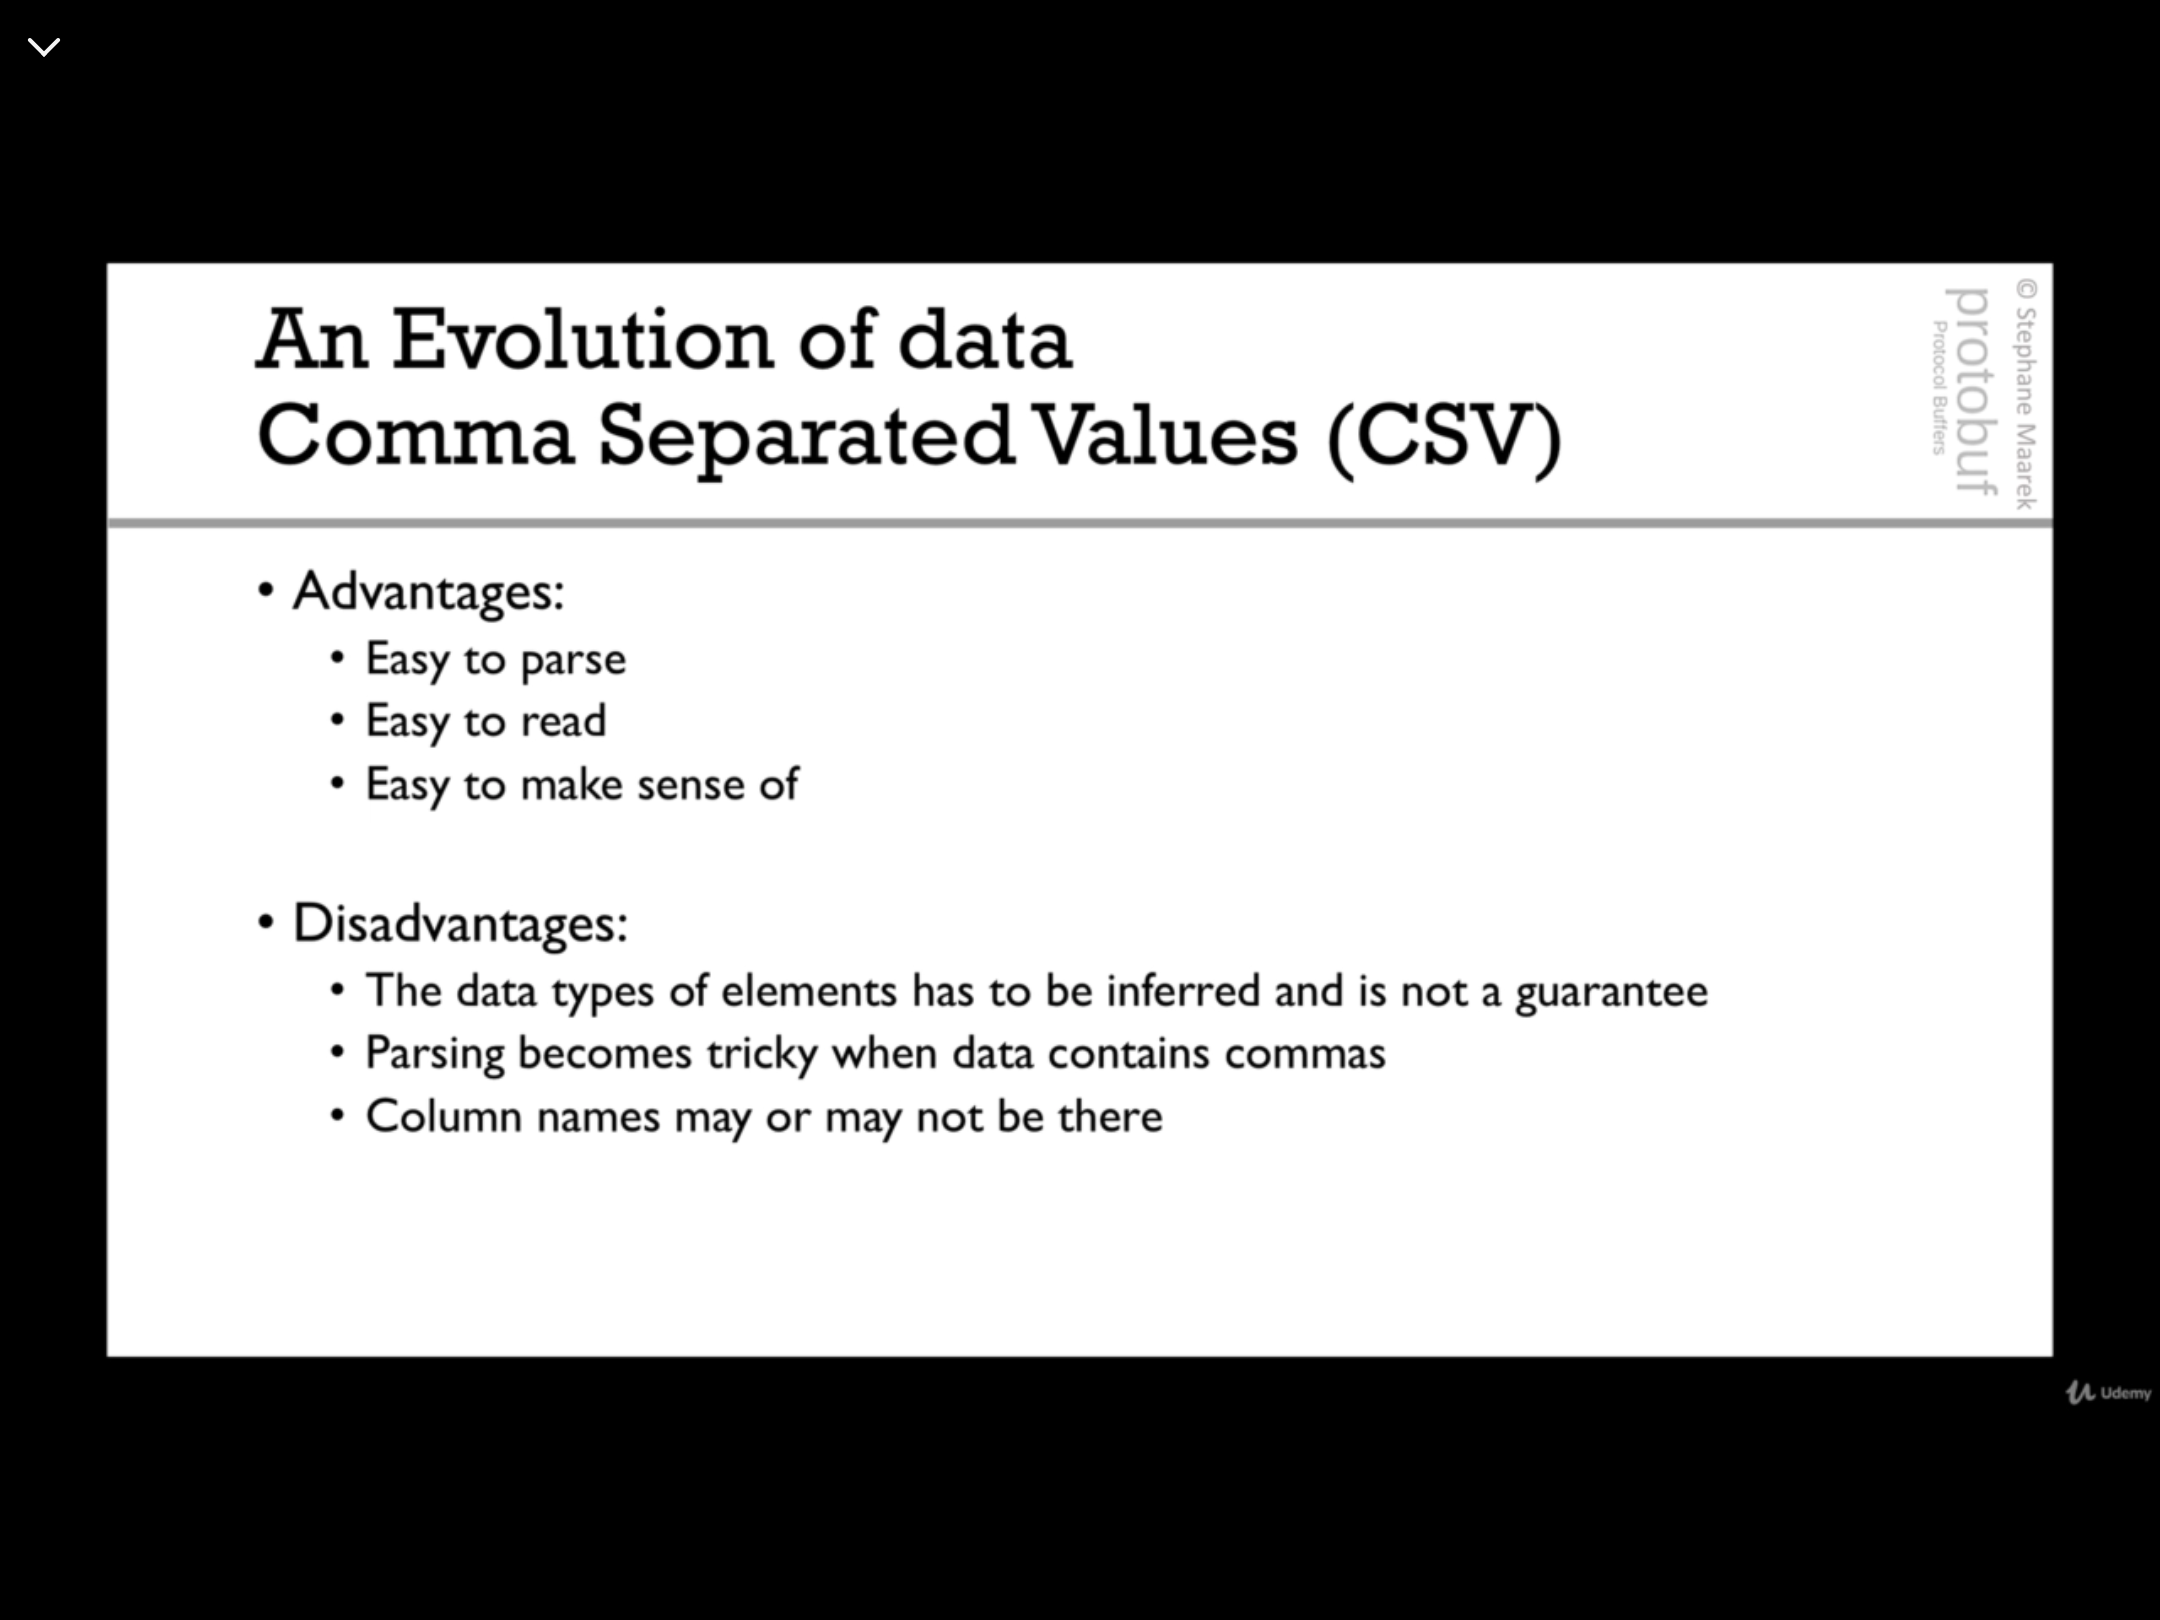 An Evolution of data
Comma Separated Values (CSV)
© Stephane Maarek
protobuf
Protocol Buffers
• Advantages:
• Easy to parse
• Easy to read
• Easy to make sense of
• Disadvantages:
• The data types of elements has to be inferred and is not a guarantee
• Parsing becomes tricky when data contains commas
• Column names may or may not be there
Udemy